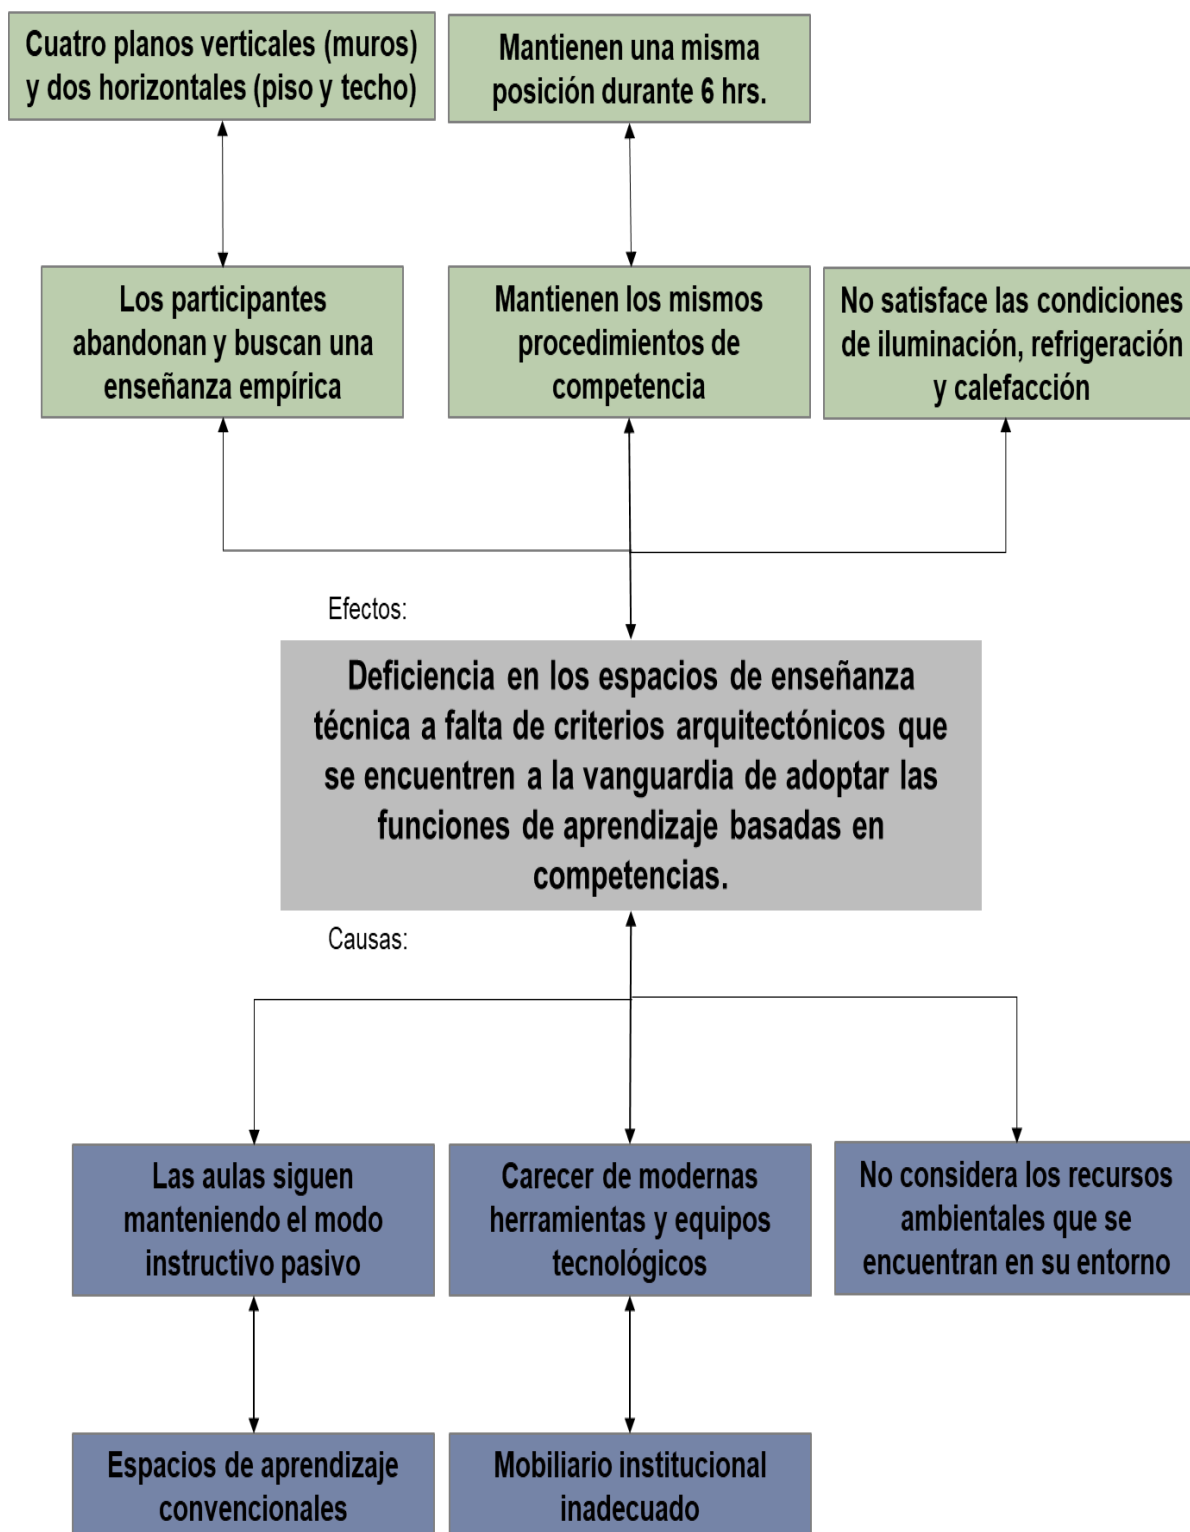 Cuatro planos verticales (muros)
y dos horizontales (piso y techo)
Mantienen una misma
posición durante 6 hrs.
Los participantes
abandonan y buscan una
enseñanza empírica
Mantienen los mismos
procedimientos de
competencia
No satisface las condiciones
de iluminación, refrigeración
y calefacción
Efectos:
Deficiencia en los espacios de enseñanza
técnica a falta de criterios arquitectónicos que
se encuentren a la vanguardia de adoptar las
funciones de aprendizaje basadas en
competencias.
Causas:
Las aulas siguen
manteniendo el modo
instructivo pasivo
Carecer de modernas
herramientas y equipos
tecnológicos
No considera los recursos
ambientales que se
encuentran en su entorno
Espacios de aprendizaje
convencionales
Mobiliario institucional
inadecuado